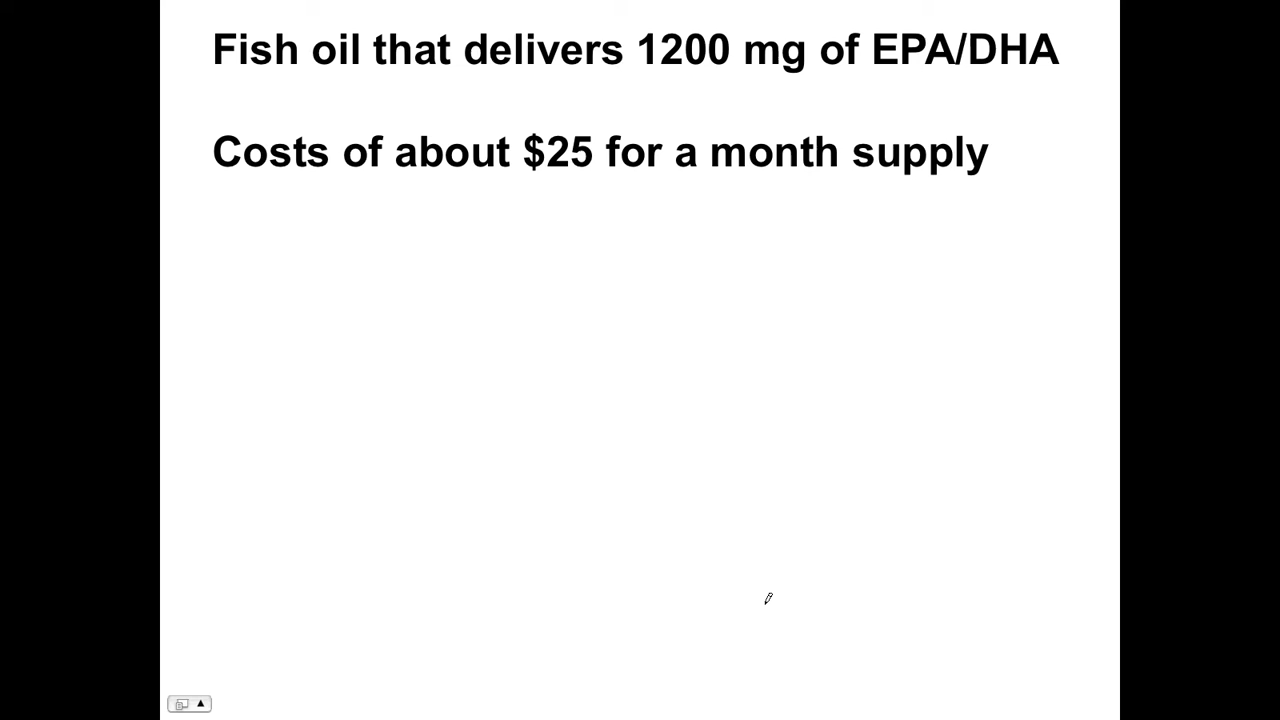 Fish oil that delivers 1200 mg of EPA/DHA
Costs of about $25 for a month supply